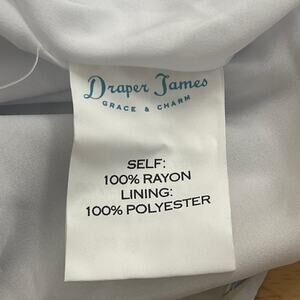 Draper James
GRACE & CHARM
SELF:
100% RAYON
LINING:
100% POLYESTER